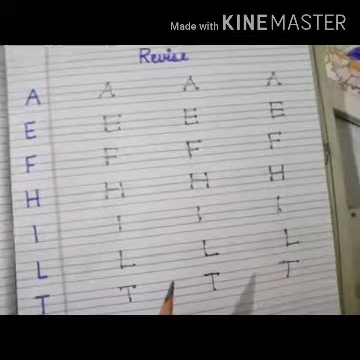 Made with KINEMASTER
Revise
A A A A
E E E E
F F F F
H H H H
I I I I
L L L L
T T T T